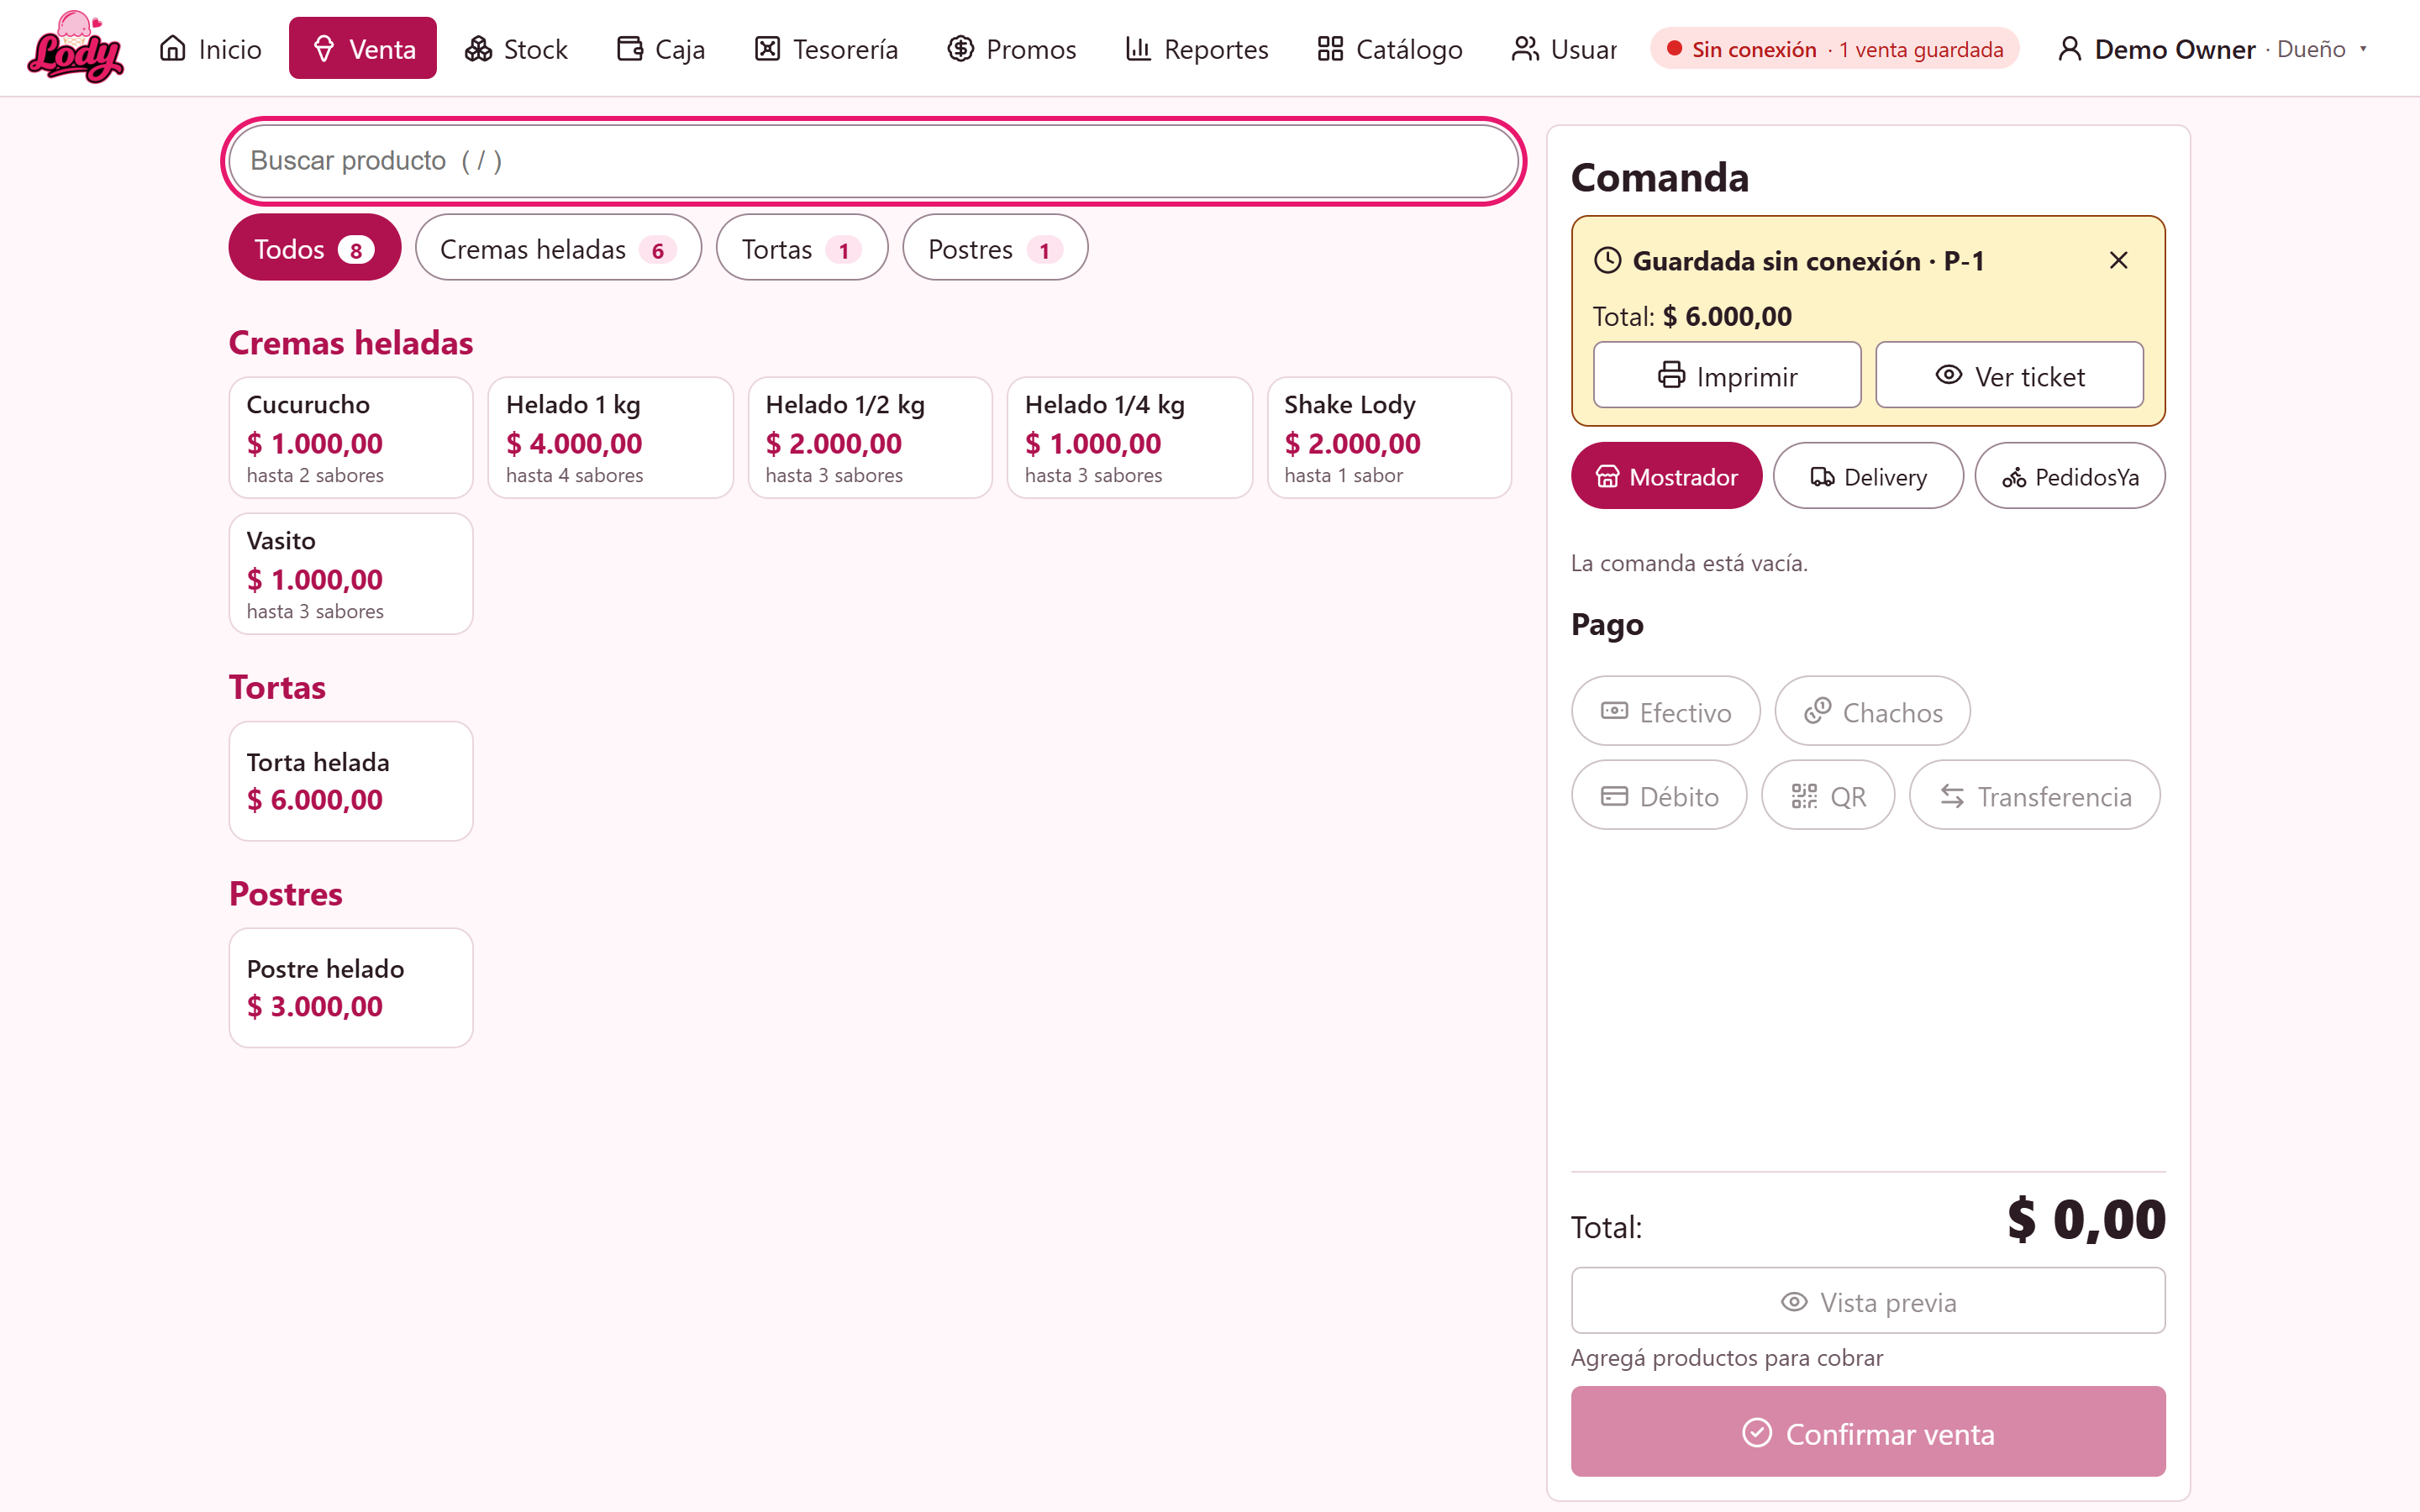 Lody
Inicio
Venta
Stock
Caja
Tesorería
Promos
Reportes
Catálogo
Usuar
Sin conexión · 1 venta guardada
Demo Owner · Dueño
Buscar producto ( / )
Todos 8
Cremas heladas 6
Tortas 1
Postres 1
Cremas heladas
Cucurucho
$ 1.000,00
hasta 2 sabores
Helado 1 kg
$ 4.000,00
hasta 4 sabores
Helado 1/2 kg
$ 2.000,00
hasta 3 sabores
Helado 1/4 kg
$ 1.000,00
hasta 3 sabores
Shake Lody
$ 2.000,00
hasta 1 sabor
Vasito
$ 1.000,00
hasta 3 sabores
Tortas
Torta helada
$ 6.000,00
Postres
Postre helado
$ 3.000,00
Comanda
Guardada sin conexión · P-1
Total: $ 6.000,00
Imprimir
Ver ticket
Mostrador
Delivery
PedidosYa
La comanda está vacía.
Pago
Efectivo
Chachos
Débito
QR
Transferencia
Total: $ 0,00
Vista previa
Agregá productos para cobrar
Confirmar venta